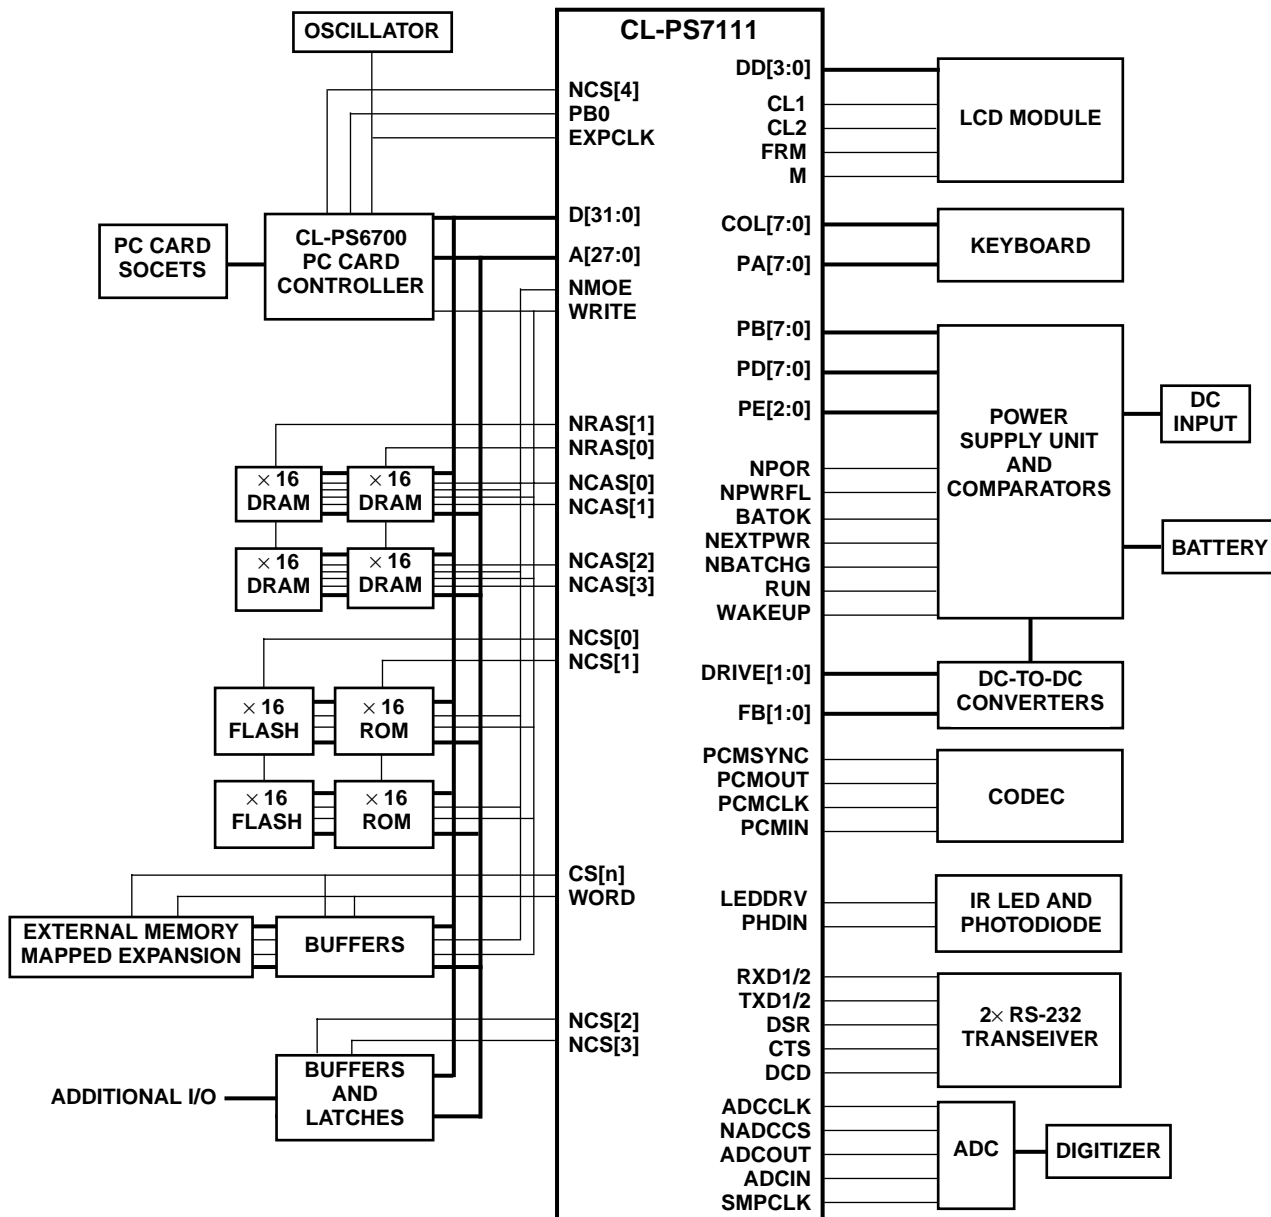 CL-PS7111
OSCILLATOR
NCS[4]
PB0
EXPCLK
D[31:0]
A[27:0]
NMOE
WRITE
PC CARD
SOCETS
CL-PS6700
PC CARD
CONTROLLER
NRAS[1]
NRAS[0]
NCAS[0]
NCAS[1]
NCAS[2]
NCAS[3]
× 16
DRAM
× 16
DRAM
× 16
DRAM
× 16
DRAM
NCS[0]
NCS[1]
× 16
FLASH
× 16
ROM
× 16
FLASH
× 16
ROM
CS[n]
WORD
EXTERNAL MEMORY
MAPPED EXPANSION
BUFFERS
NCS[2]
NCS[3]
ADDITIONAL I/O
BUFFERS
AND
LATCHES
DD[3:0]
CL1
CL2
FRM
M
LCD MODULE
COL[7:0]
PA[7:0]
KEYBOARD
PB[7:0]
PD[7:0]
PE[2:0]
NPOR
NPWRFL
BATOK
NEXTPWR
NBATCHG
RUN
WAKEUP
POWER
SUPPLY UNIT
AND
COMPARATORS
DC
INPUT
BATTERY
DRIVE[1:0]
FB[1:0]
DC-TO-DC
CONVERTERS
PCMSYNC
PCMOUT
PCMCLK
PCMIN
CODEC
LEDDRV
PHDIN
IR LED AND
PHOTODIODE
RXD1/2
TXD1/2
DSR
CTS
DCD
2× RS-232
TRANSEIVER
ADCCLK
NADCCS
ADCOUT
ADCIN
SMPCLK
ADC
DIGITIZER